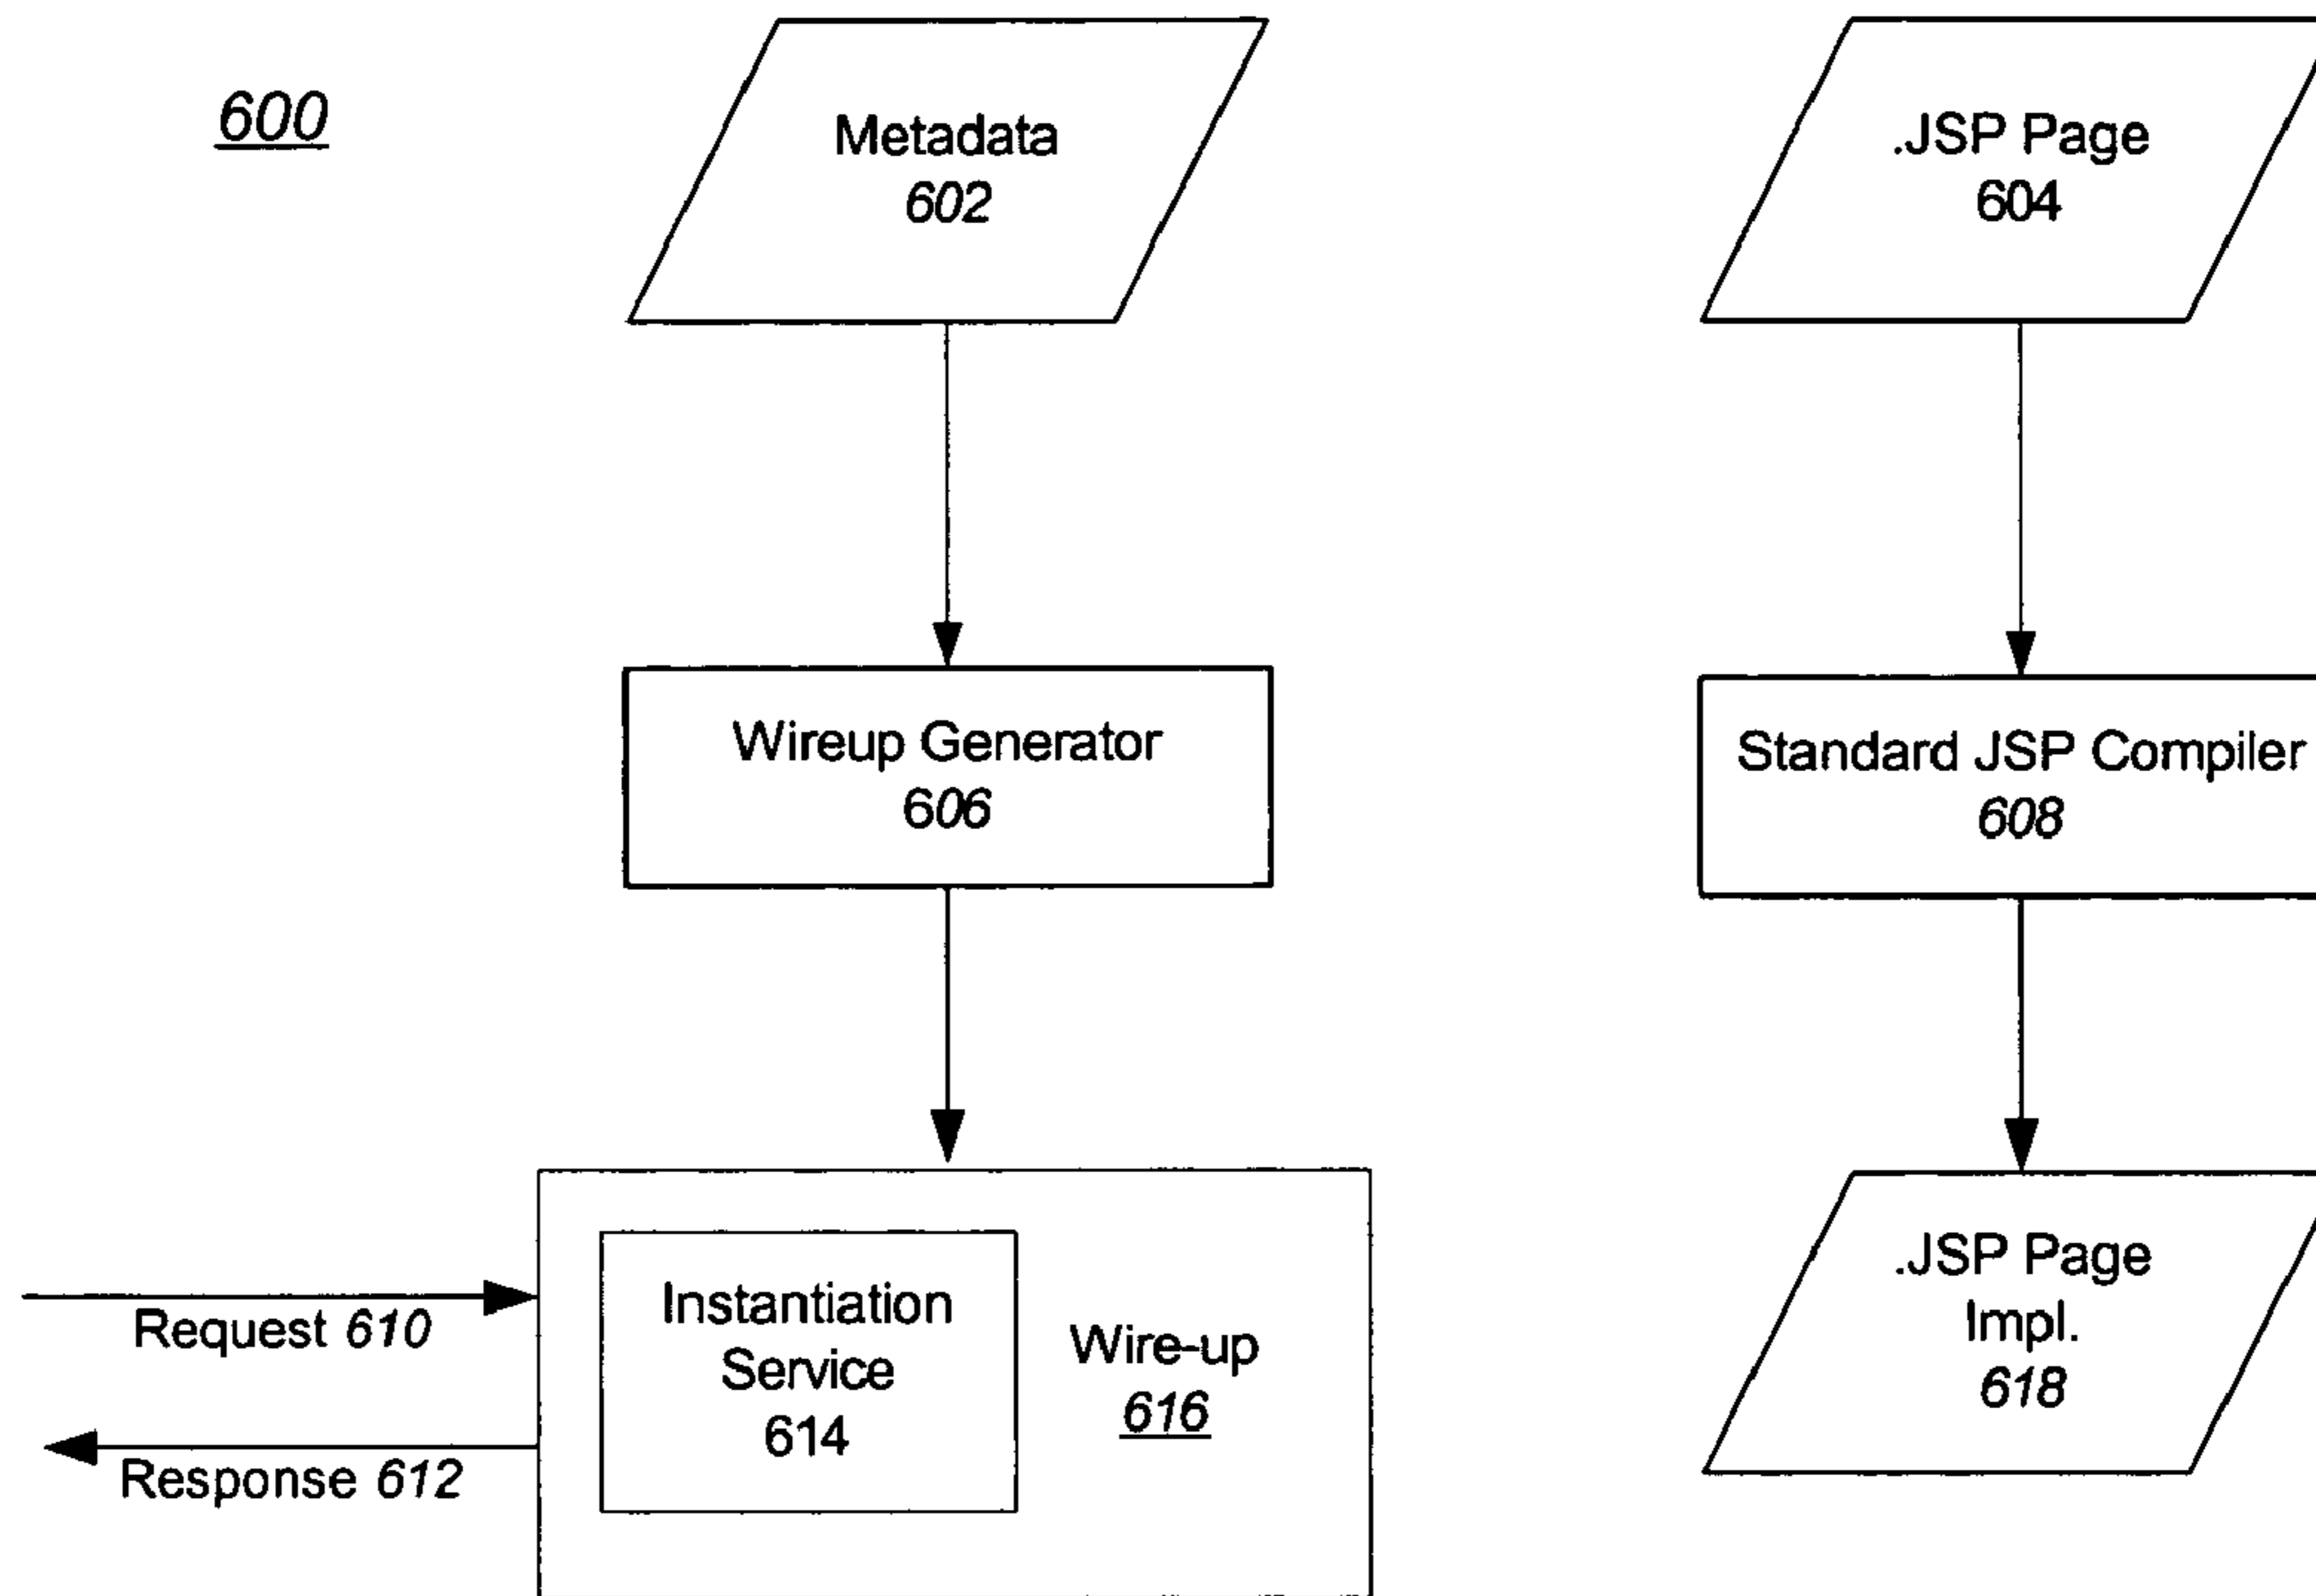 600
Metadata
602
.JSP Page
604
Wireup Generator
606
Standard JSP Compiler
608
Request 610
Response 612
Instantiation
Service
614
Wire-up
616
.JSP Page
Impl.
618